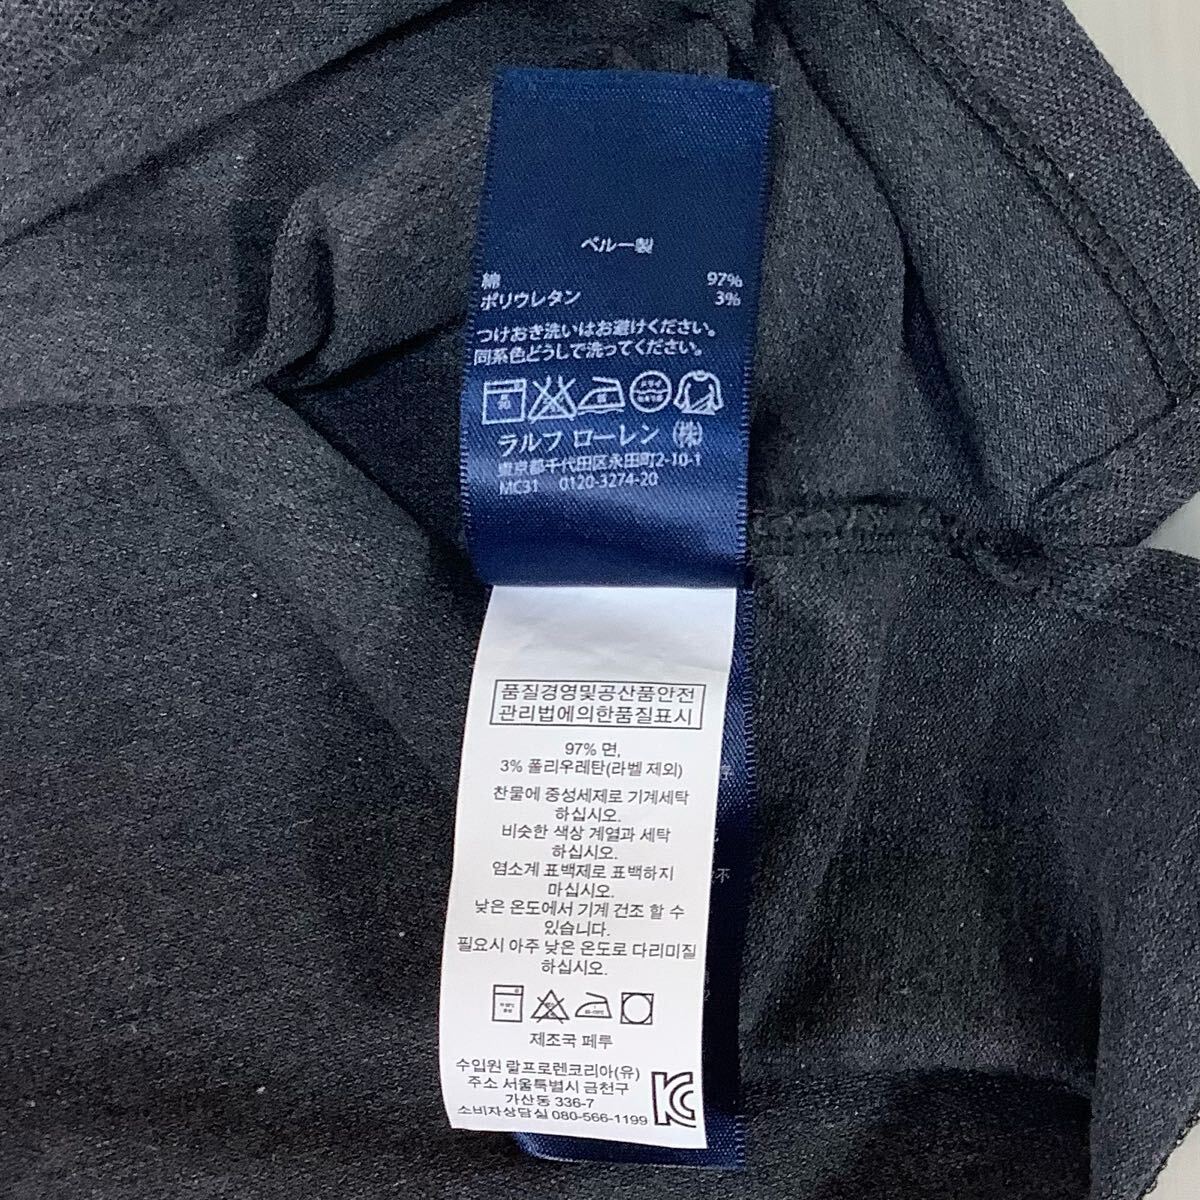 ペルー製
綿 97%
ポリウレタン 3%
つけおき洗いはお避けください。
同系色どうしで洗ってください。
ラルフ ローレン (株)
東京都千代田区永田町2-10-1
MC31 0120-3274-20
품질경영및공산품안전
관리법에의한품질표시
97% 면,
3% 폴리우레탄(라벨 제외)
찬물에 중성세제로 기계세탁
하십시오.
비슷한 색상 계열과 세탁
하십시오.
염소계 표백제로 표백하지
마십시오.
낮은 온도에서 기계 건조 할 수
있습니다.
필요시 아주 낮은 온도로 다리미질
하십시오.
제조국 페루
수입원 랄프로렌코리아(유)
주소 서울특별시 금천구
가산동 336-7
소비자상담실 080-566-1199